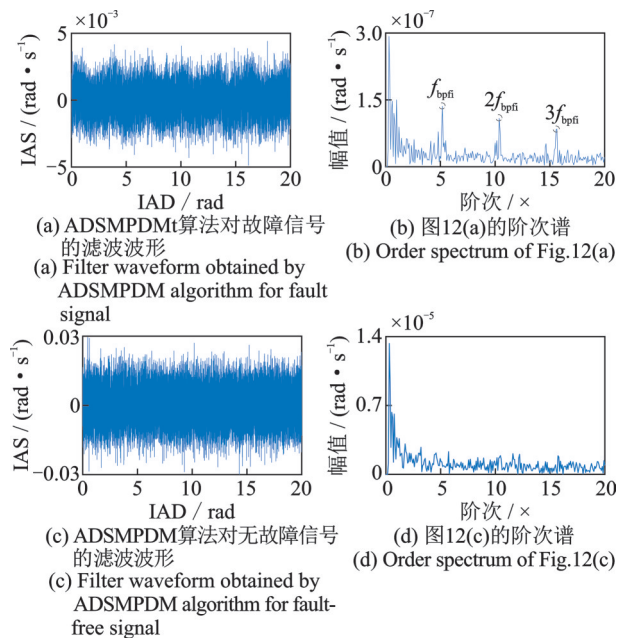 ×10⁻³
5
0
−5
IAS / (rad·s⁻¹)
0 5 10 15 20
IAD / rad
(a) ADSMPDMt算法对故障信号
的滤波波形
(a) Filter waveform obtained by
ADSMPDM algorithm for fault
signal
×10⁻⁷
3.0
1.5
0
幅值 / (rad·s⁻¹)
f_bpfi
2f_bpfi
3f_bpfi
0 5 10 15 20
阶次 / ×
(b) 图12(a)的阶次谱
(b) Order spectrum of Fig.12(a)
0.03
0
−0.03
IAS / (rad·s⁻¹)
0 5 10 15 20
IAD / rad
(c) ADSMPDM算法对无故障信号
的滤波波形
(c) Filter waveform obtained by
ADSMPDM algorithm for fault-
free signal
×10⁻⁵
1.4
0.7
0
幅值 / (rad·s⁻¹)
0 5 10 15 20
阶次 / ×
(d) 图12(c)的阶次谱
(d) Order spectrum of Fig.12(c)